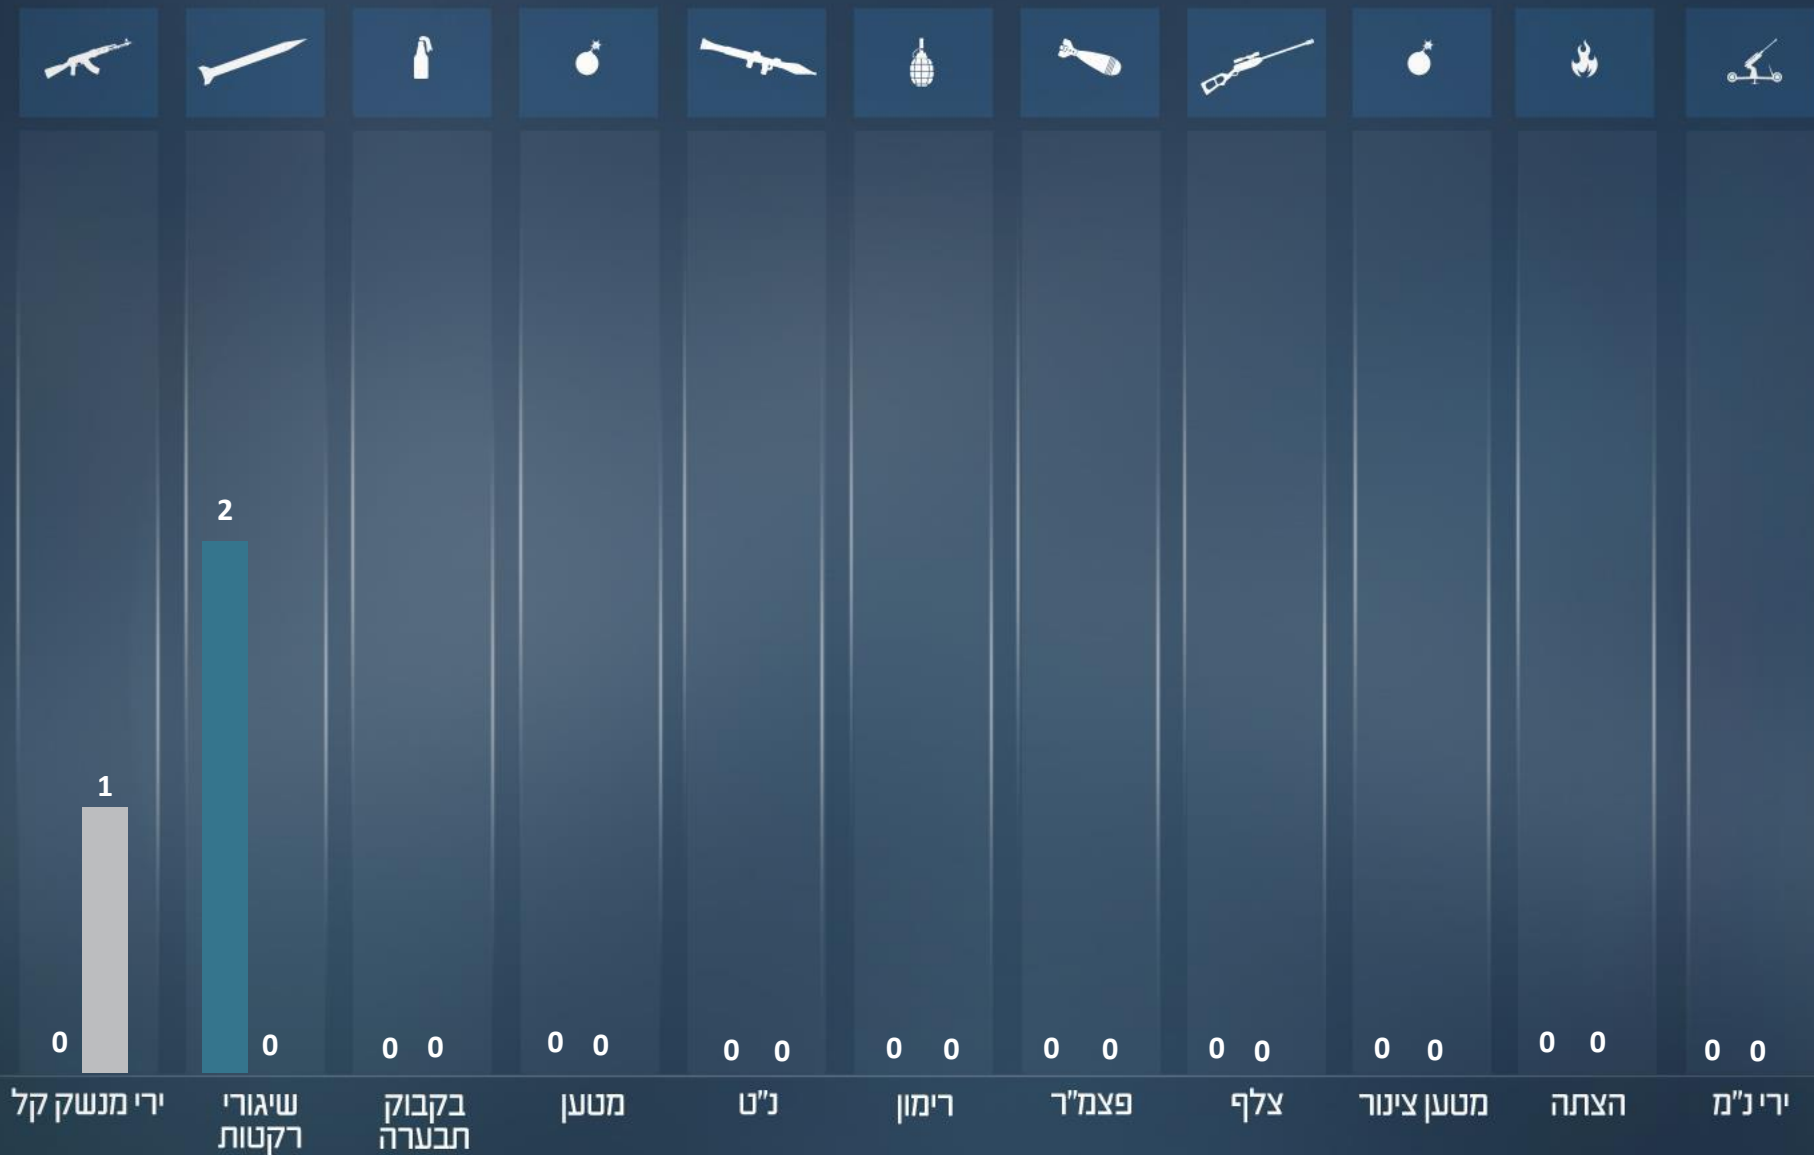 2
1
0
0
0 0
0 0
0 0
0 0
0 0
0 0
0 0
0 0
0 0
ירי מנשק קל
שיגורי
רקטות
בקבוק
תבערה
מטען
נ"ט
רימון
פצמ"ר
צלף
מטען צינור
הצתה
ירי נ"מ